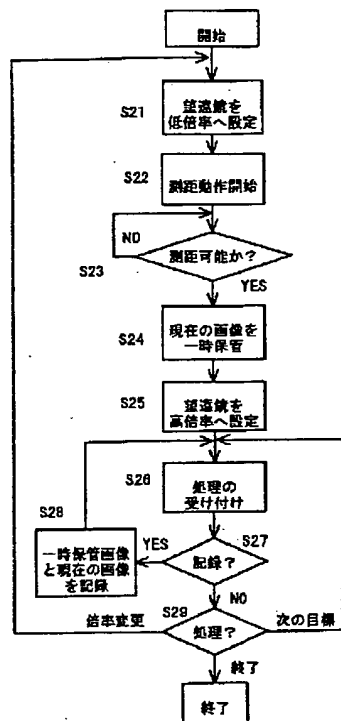 開始
S21
望遠鏡を
低倍率へ設定
S22
測距動作開始
NO
測距可能か？
S23
YES
S24
現在の画像を
一時保管
S25
望遠鏡を
高倍率へ設定
S26
処理の
受け付け
S28
S27
一時保管画像
と現在の画像
を記録
YES
記録？
NO
倍率変更
S29
処理？
次の目標
終了
終了